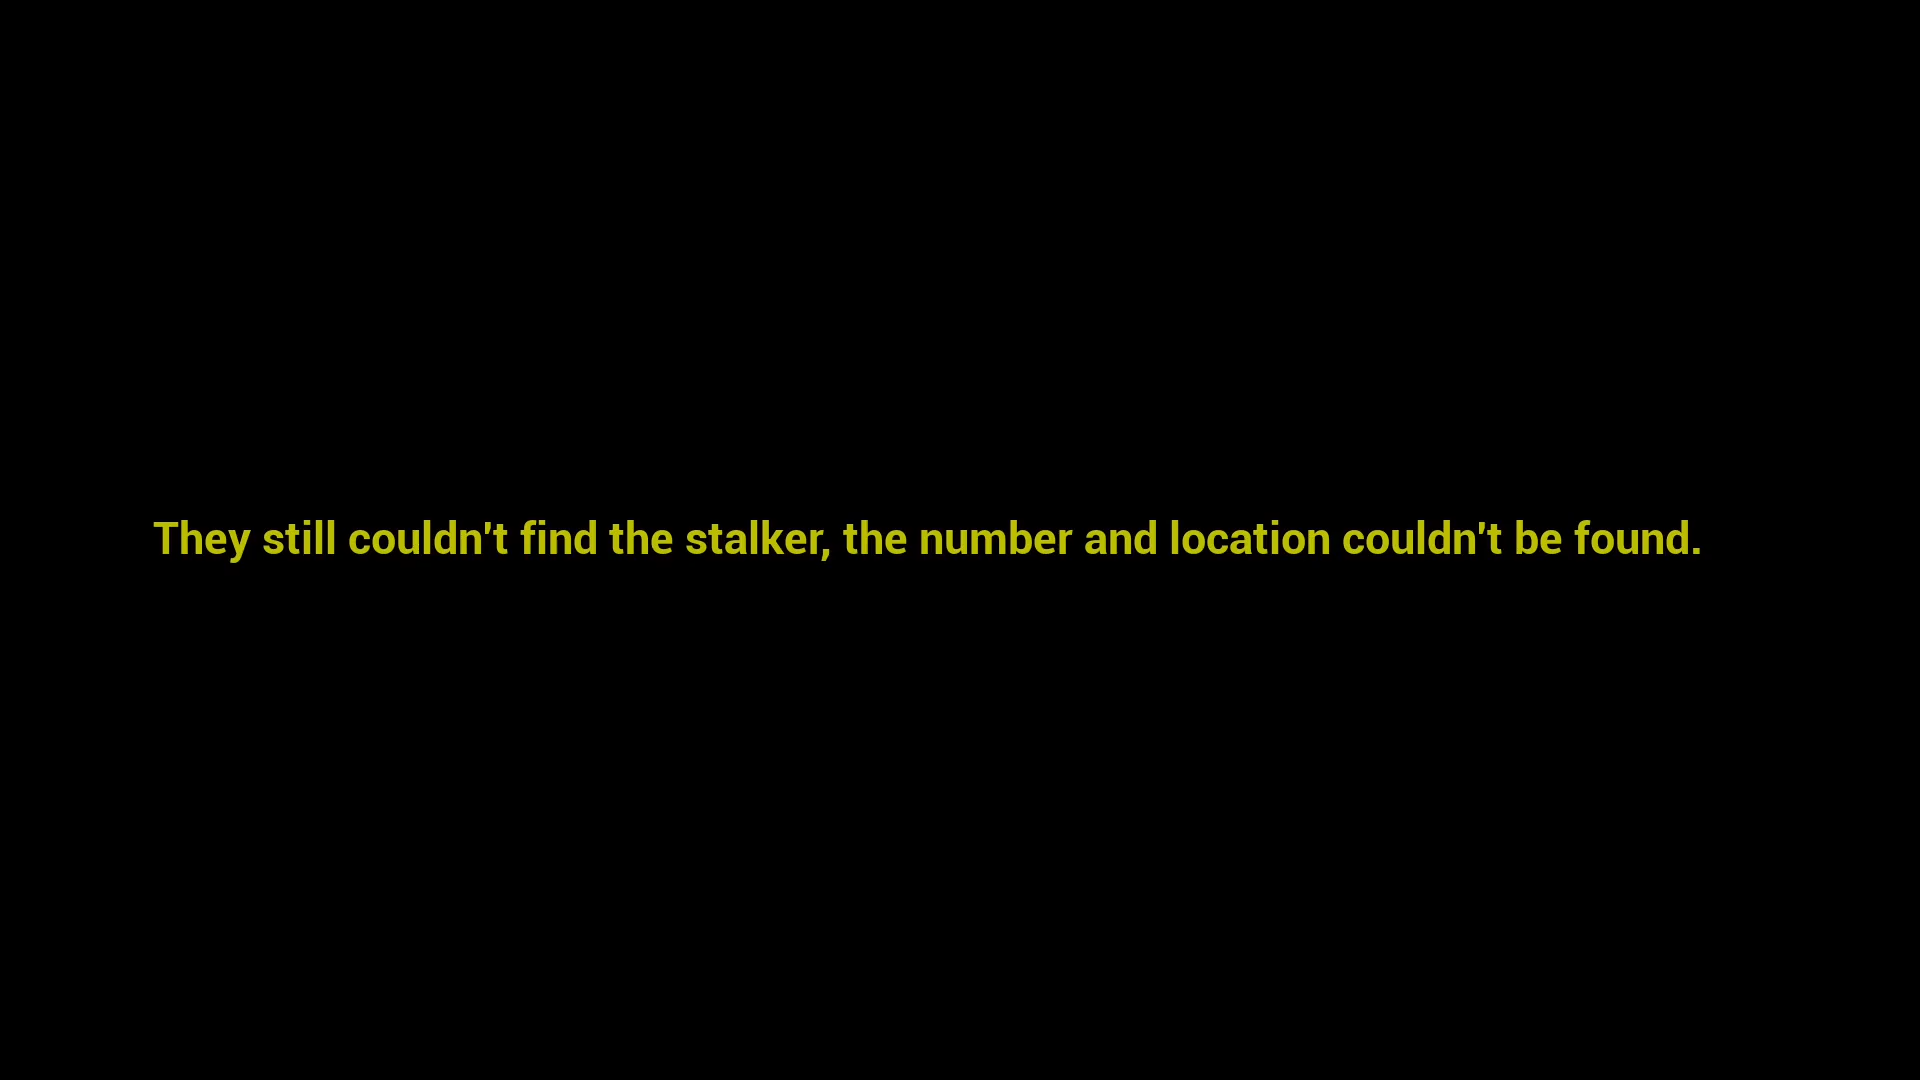 They still couldn't find the stalker, the number and location couldn't be found.